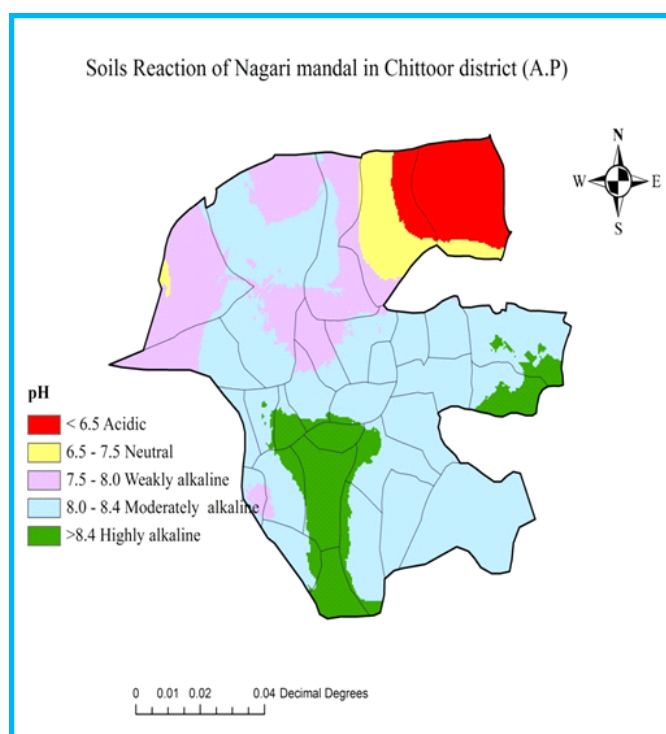 Soils Reaction of Nagari mandal in Chittoor district (A.P)
N
W E
S
pH
< 6.5 Acidic
6.5 - 7.5 Neutral
7.5 - 8.0 Weakly alkaline
8.0 - 8.4 Moderately alkaline
>8.4 Highly alkaline
0 0.01 0.02 0.04 Decimal Degrees